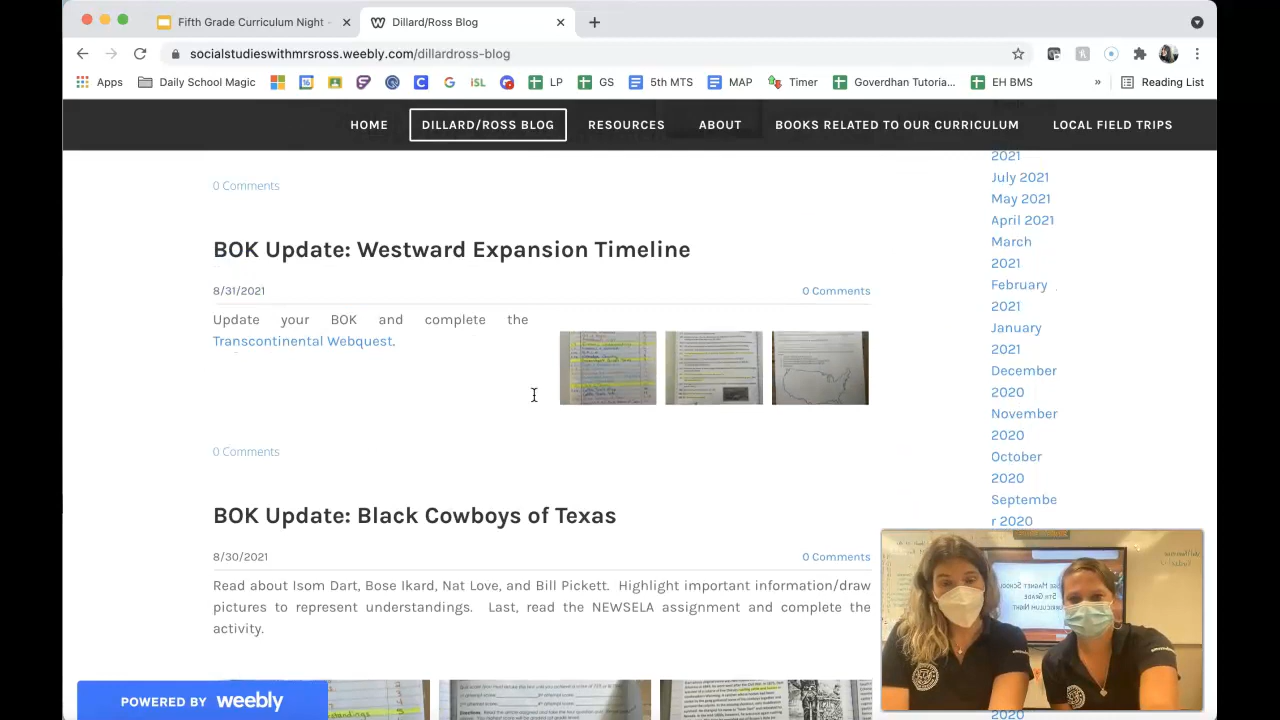 Fifth Grade Curriculum Night -
Dillard/Ross Blog
socialstudieswithmrsross.weebly.com/dillardross-blog
Apps Daily School Magic LP GS 5th MTS MAP Timer Goverdhan Tutoria... EH BMS » Reading List
HOME DILLARD/ROSS BLOG RESOURCES ABOUT BOOKS RELATED TO OUR CURRICULUM LOCAL FIELD TRIPS
0 Comments
BOK Update: Westward Expansion Timeline
8/31/2021 0 Comments
Update your BOK and complete the
Transcontinental Webquest.
0 Comments
BOK Update: Black Cowboys of Texas
8/30/2021 0 Comments
Read about Isom Dart, Bose Ikard, Nat Love, and Bill Pickett. Highlight important information/draw
pictures to represent understandings. Last, read the NEWSELA assignment and complete the
activity.
POWERED BY weebly
2021
July 2021
May 2021
April 2021
March
2021
February
2021
January
2021
December
2020
November
2020
October
2020
Septembe
r 2020
2020